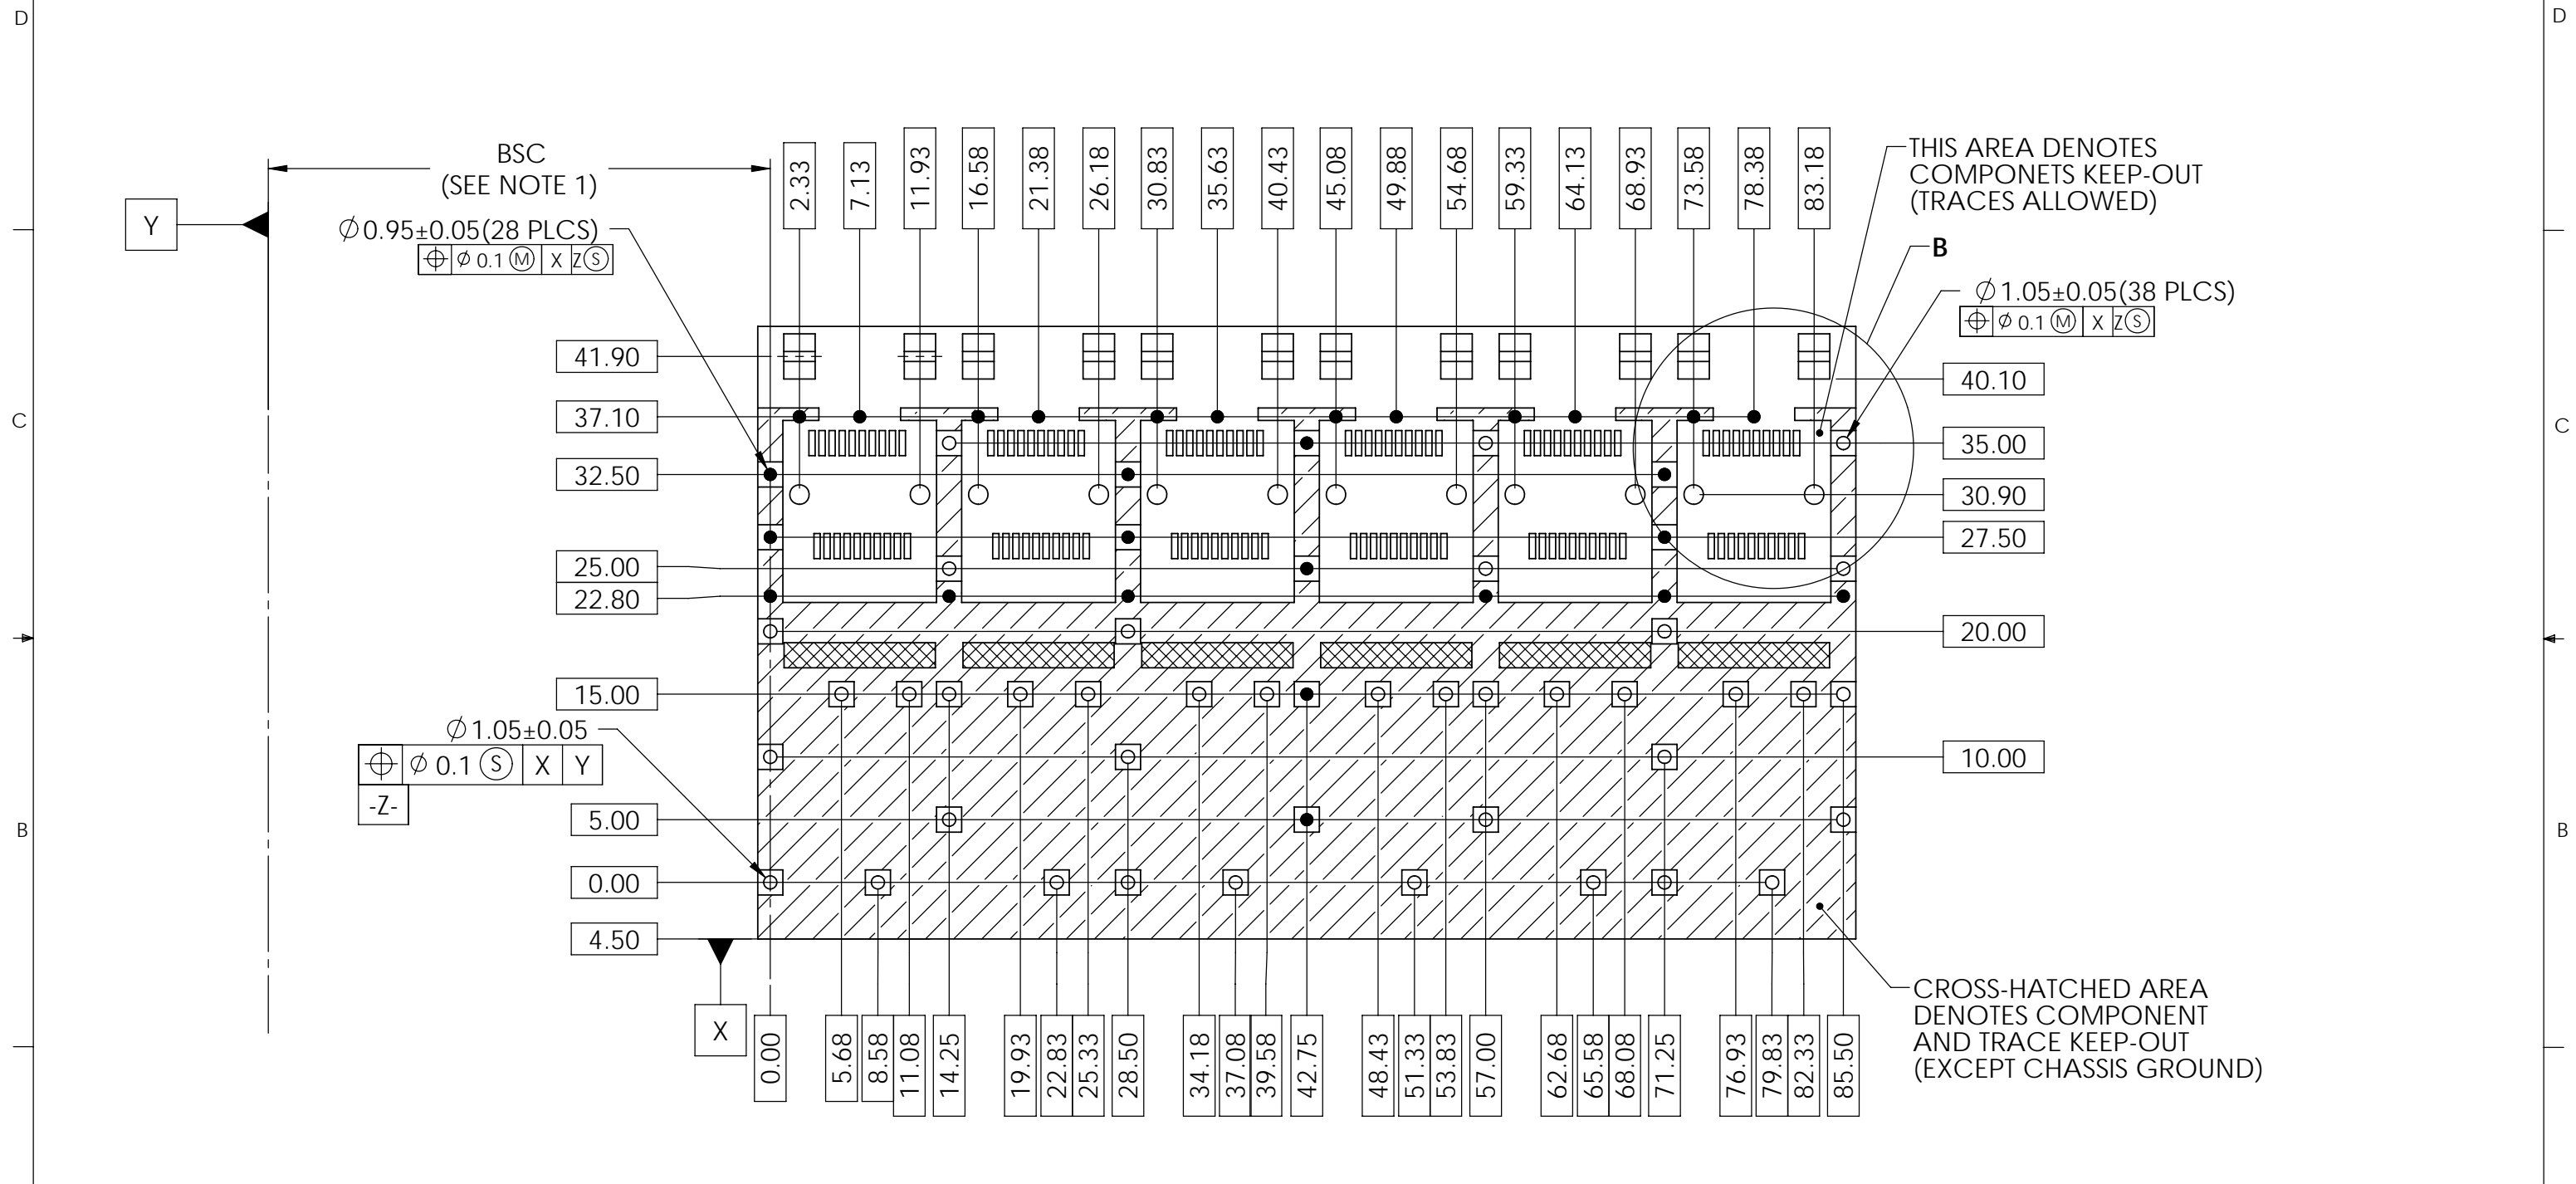 D
D
BSC
(SEE NOTE 1)
2.33
7.13
11.93
16.58
21.38
26.18
30.83
35.63
40.43
45.08
49.88
54.68
59.33
64.13
68.93
73.58
78.38
83.18
THIS AREA DENOTES
COMPONETS KEEP-OUT
(TRACES ALLOWED)
Y
∅0.95±0.05(28 PLCS)
⌖ ∅ 0.1 Ⓜ X ZⓈ
B
∅1.05±0.05(38 PLCS)
⌖ ∅ 0.1 Ⓜ X ZⓈ
41.90
40.10
C
37.10
C
35.00
32.50
30.90
27.50
25.00
22.80
20.00
15.00
∅1.05±0.05
⌖ ∅ 0.1 Ⓢ X Y
-Z-
10.00
5.00
B
B
0.00
4.50
X
0.00
5.68
8.58
11.08
14.25
19.93
22.83
25.33
28.50
34.18
37.08
39.58
42.75
48.43
51.33
53.83
57.00
62.68
65.58
68.08
71.25
76.93
79.83
82.33
85.50
CROSS-HATCHED AREA
DENOTES COMPONENT
AND TRACE KEEP-OUT
(EXCEPT CHASSIS GROUND)